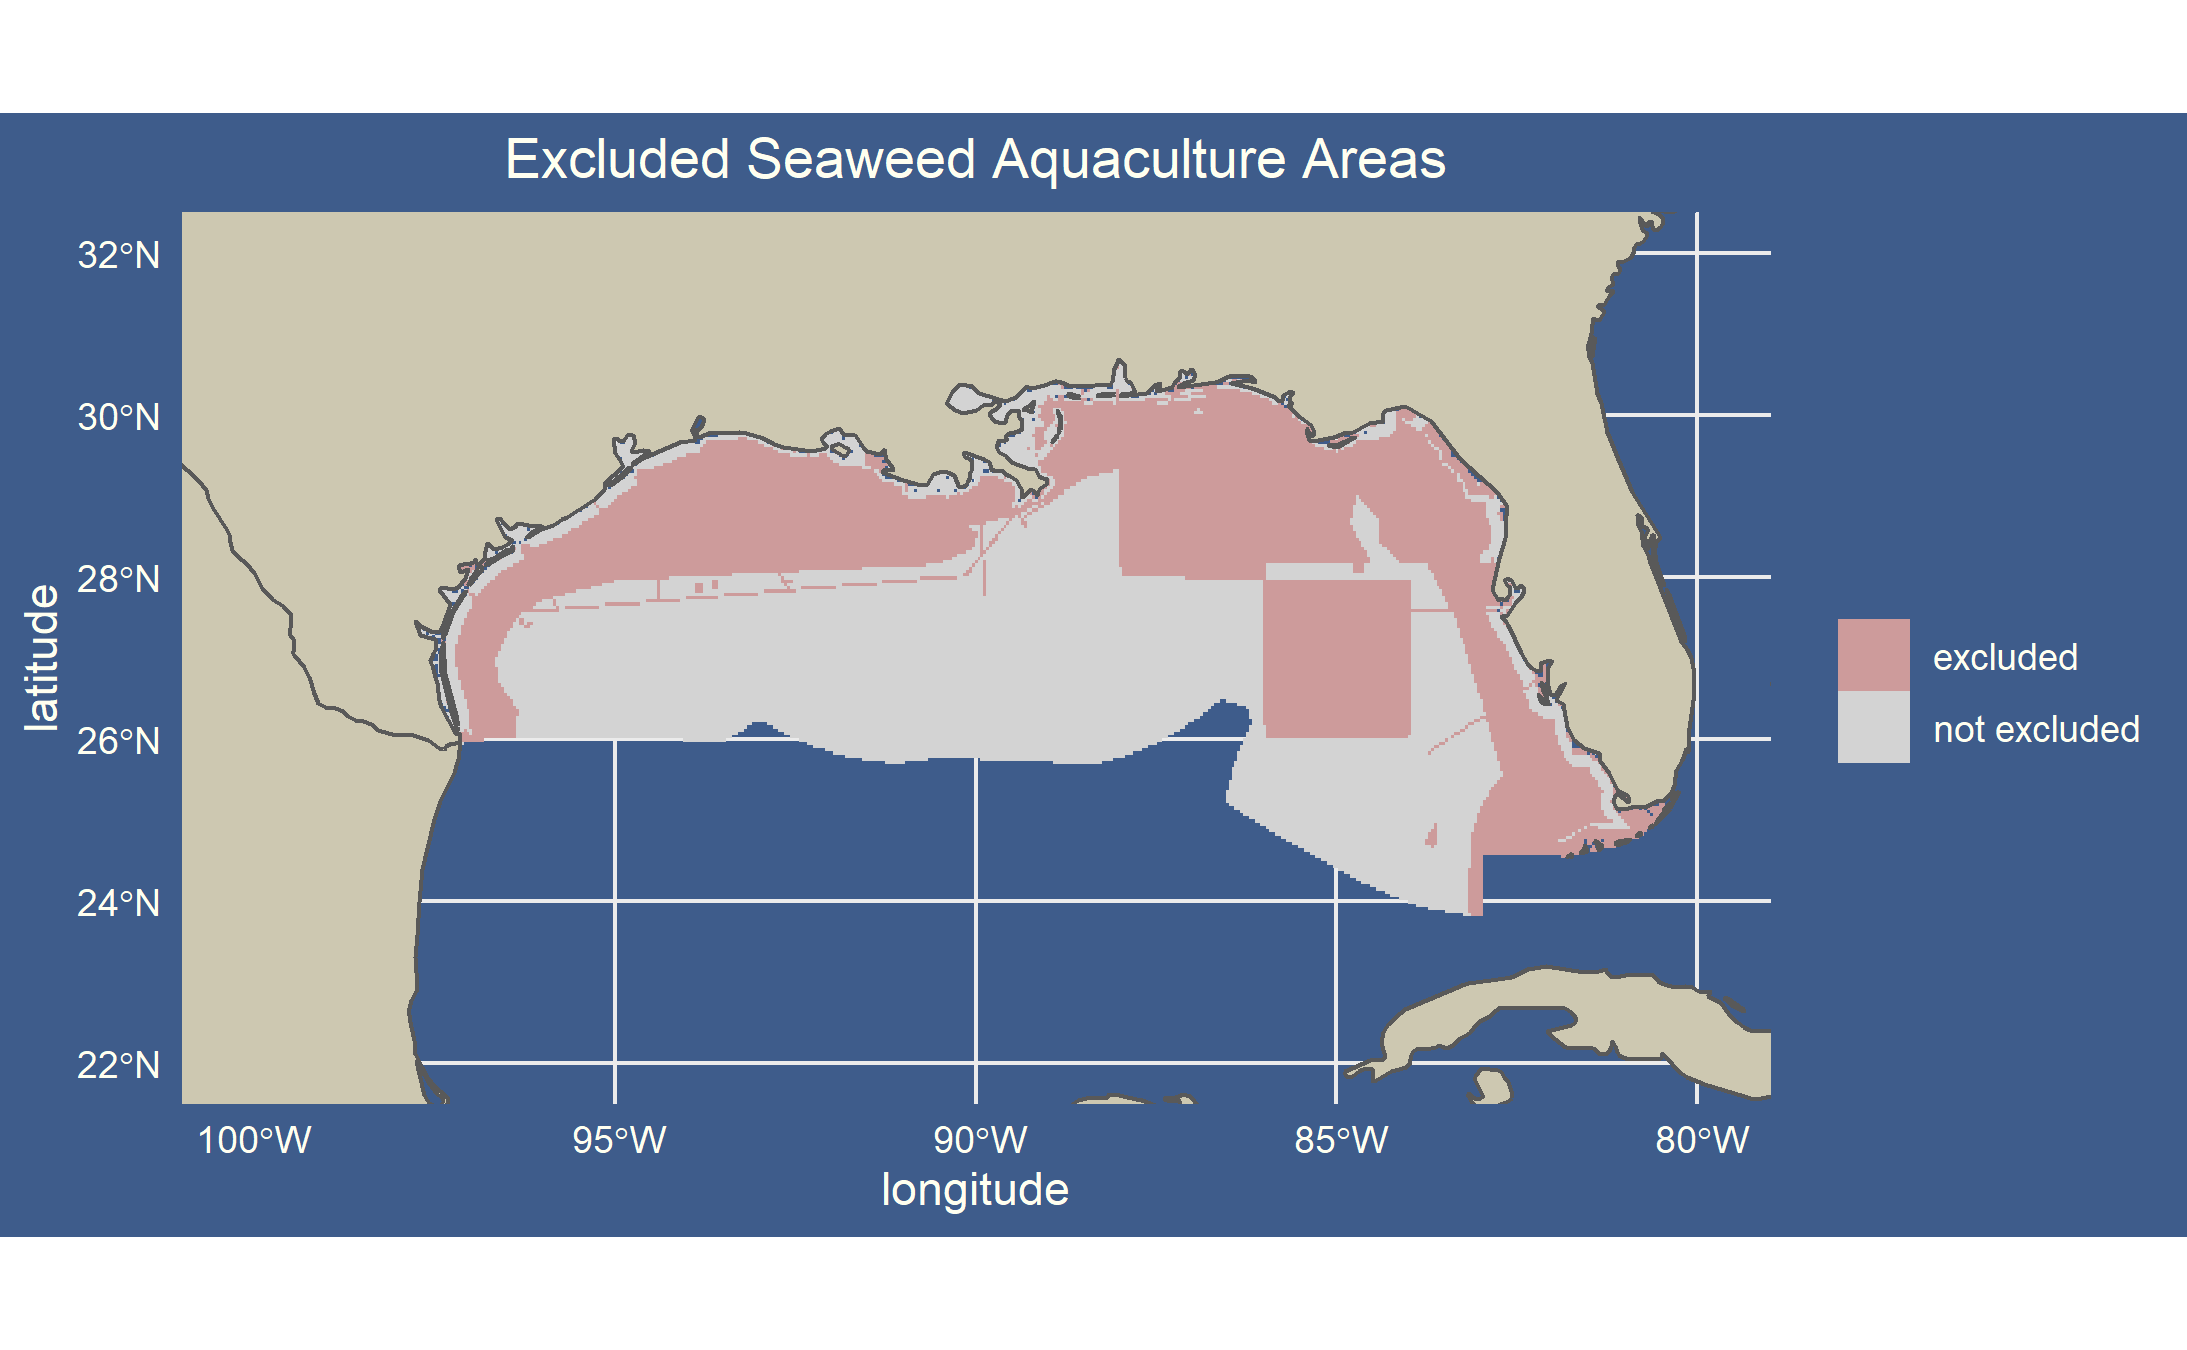 Excluded Seaweed Aquaculture Areas
32°N
30°N
28°N
26°N
24°N
22°N
latitude
100°W
95°W
90°W
85°W
80°W
longitude
excluded
not excluded